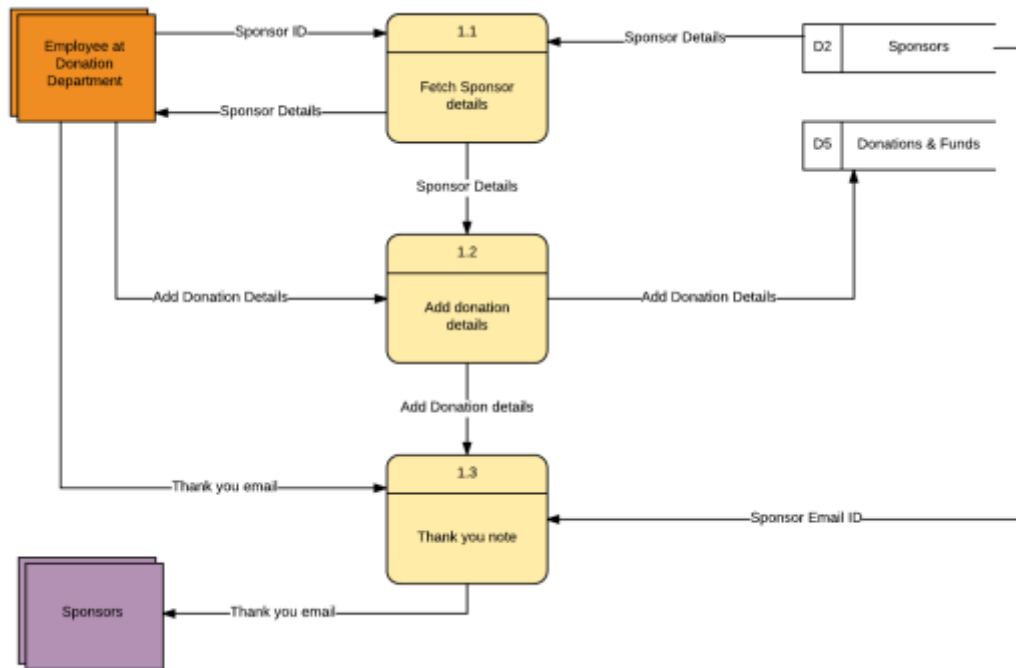 Employee at
Donation
Department
Sponsor ID
1.1
Fetch Sponsor
details
Sponsor Details
D2
Sponsors
Sponsor Details
D5
Donations & Funds
Sponsor Details
1.2
Add donation
details
Add Donation Details
Add Donation Details
Add Donation details
1.3
Thank you note
Thank you email
Sponsor Email ID
Sponsors
Thank you email